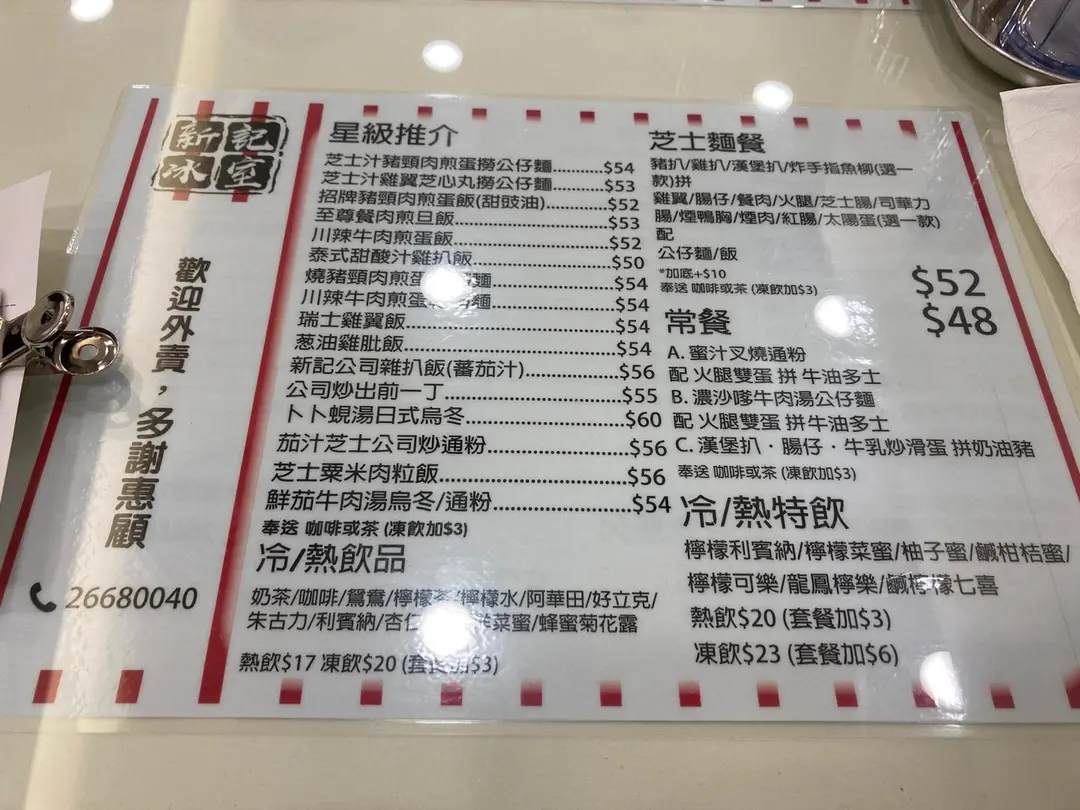 新記
冰室
歡迎外賣，多謝惠顧
26680040
星級推介
芝士汁豬頸肉煎蛋撈公仔麵............$54
芝士汁雞翼芝心丸撈公仔麵............$53
招牌豬頸肉煎蛋飯(甜豉油)............$52
至尊餐肉煎旦飯............$53
川辣牛肉煎蛋飯............$52
泰式甜酸汁雞扒飯............$50
燒豬頸肉煎 麵............$54
川辣牛肉煎 麵............$54
瑞士雞翼飯............$54
葱油雞肶飯............$54
新記公司雜扒飯(蕃茄汁)............$56
公司炒出前一丁............$55
卜卜蜆湯日式烏冬............$60
茄汁芝士公司炒通粉............$56
芝士粟米肉粒飯............$56
鮮茄牛肉湯烏冬/通粉............$54
奉送 咖啡或茶 (凍飲加$3)
冷/熱飲品
奶茶/咖啡/鴛鴦/檸檬茶/檸檬水/阿華田/好立克/
朱古力/利賓納/杏仁 洋菜蜜/蜂蜜菊花露
熱飲$17 凍飲$20 (套餐加$3)
芝士麵餐
豬扒/雞扒/漢堡扒/炸手指魚柳(選一
款)拼
雞翼/腸仔/餐肉/火腿/芝士腸/司華力
腸/煙鴨胸/煙肉/紅腸/太陽蛋(選一款)
配
公仔麵/飯
*加底+$10
奉送 咖啡或茶 (凍飲加$3)
$52
常餐
$48
A. 蜜汁叉燒通粉
配 火腿雙蛋 拼 牛油多士
B. 濃沙嗲牛肉湯公仔麵
配 火腿雙蛋 拼 牛油多士
C. 漢堡扒・腸仔・牛乳炒滑蛋 拼奶油豬
奉送 咖啡或茶 (凍飲加$3)
冷/熱特飲
檸檬利賓納/檸檬菜蜜/柚子蜜/鹹柑桔蜜/
檸檬可樂/龍鳳檸樂/鹹檸檬七喜
熱飲$20 (套餐加$3)
凍飲$23 (套餐加$6)